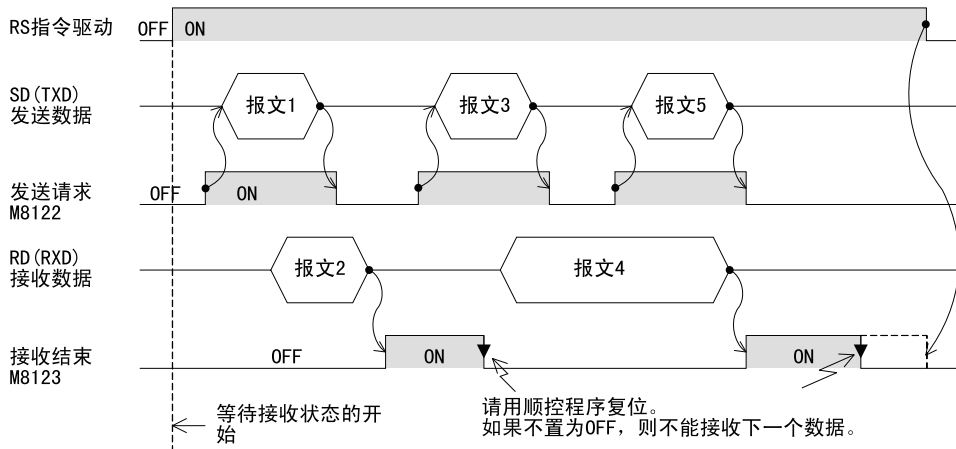 RS指令驱动
OFF
ON
SD(TXD)
发送数据
报文1
报文3
报文5
发送请求
M8122
OFF
ON
RD(RXD)
接收数据
报文2
报文4
接收结束
M8123
OFF
ON
ON
等待接收状态的开
始
请用顺控程序复位。
如果不置为OFF，则不能接收下一个数据。